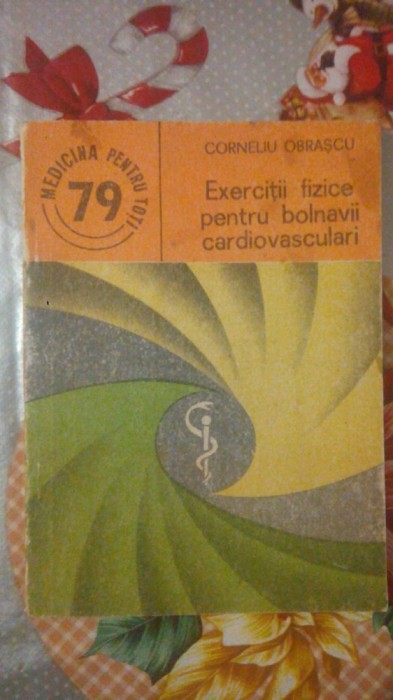 MEDICINA PENTRU TOȚI
79
CORNELIU OBRAȘCU
Exerciții fizice
pentru bolnavii
cardiovasculari